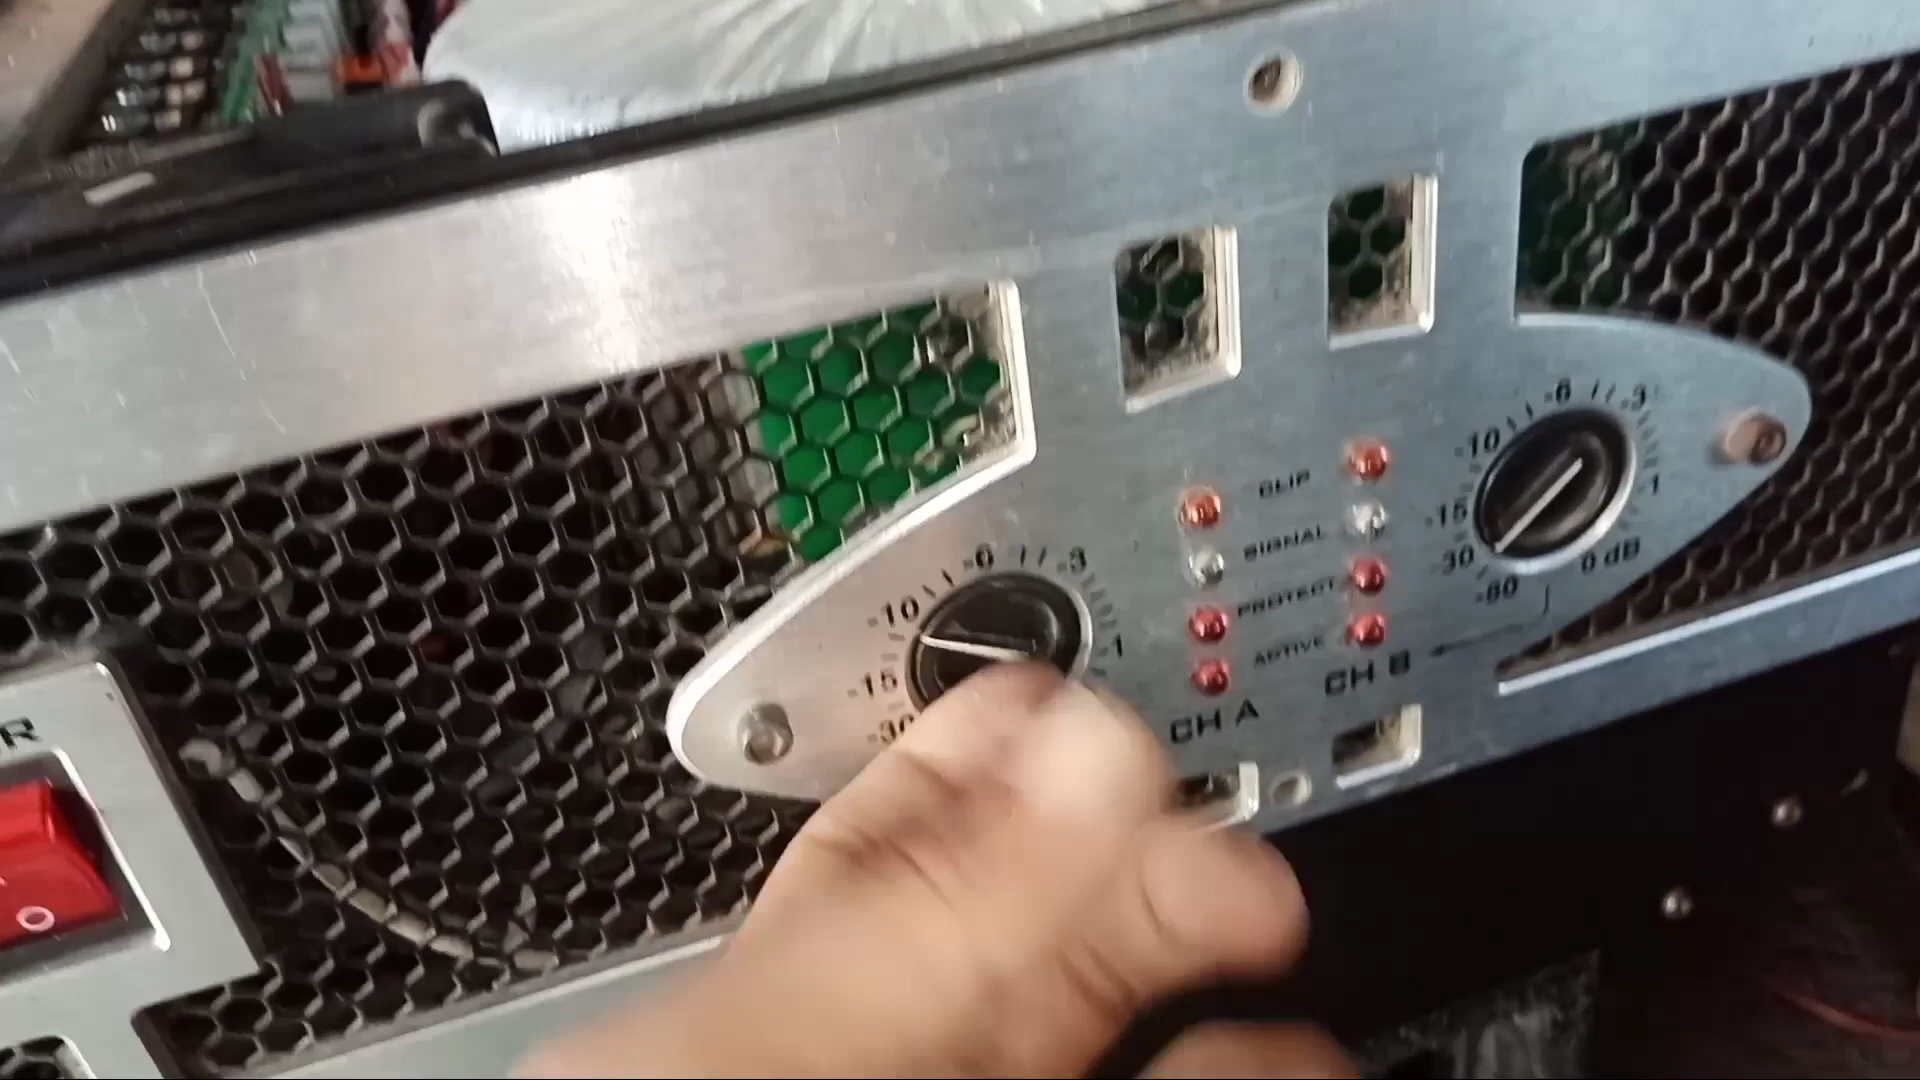 -6 // -3
-10
1
-15
-30
-80
0 dB
CLIP
SIGNAL
PROTECT
ACTIVE
CH B
CH A
-6 // -3
-10
1
-15
-30
R